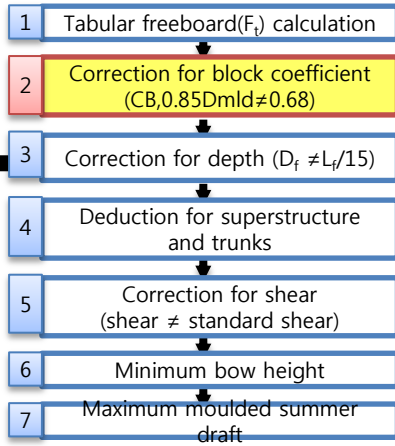 1 Tabular freeboard(Ft) calculation
2 Correction for block coefficient
(CB,0.85Dmld≠0.68)
3 Correction for depth (Df ≠Lf/15)
4 Deduction for superstructure
and trunks
5 Correction for shear
(shear ≠ standard shear)
6 Minimum bow height
7 Maximum moulded summer
draft